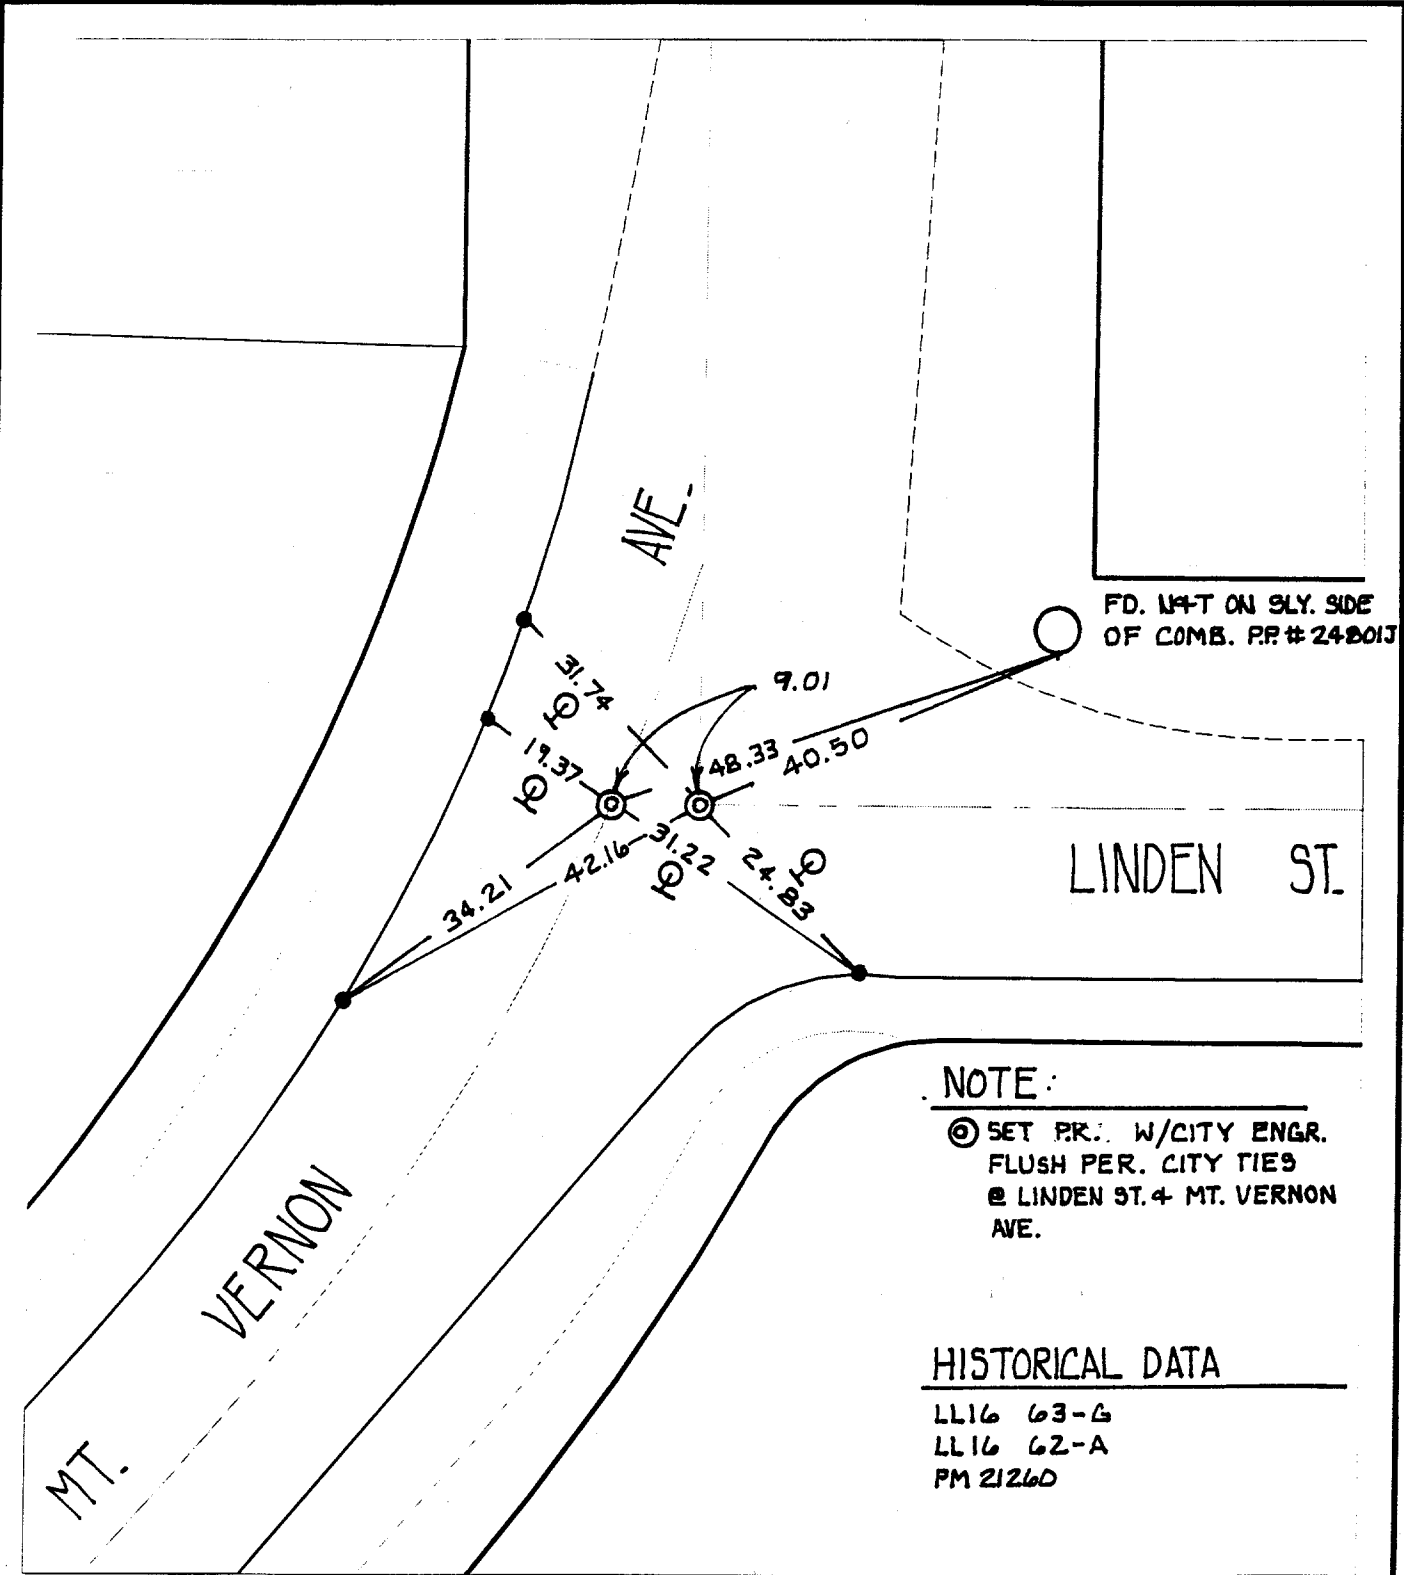 AVE.
FD. N&T ON SLY. SIDE
OF COMB. P.P. # 24801J
31.74
9.01
19.37
48.33
40.50
31.22
42.16
24.83
34.21
LINDEN ST.
NOTE:
SET P.K. W/CITY ENGR.
FLUSH PER. CITY TIES
@ LINDEN ST. & MT. VERNON
AVE.
VERNON
MT.
HISTORICAL DATA
LL16 63-G
LL16 62-A
PM 21260